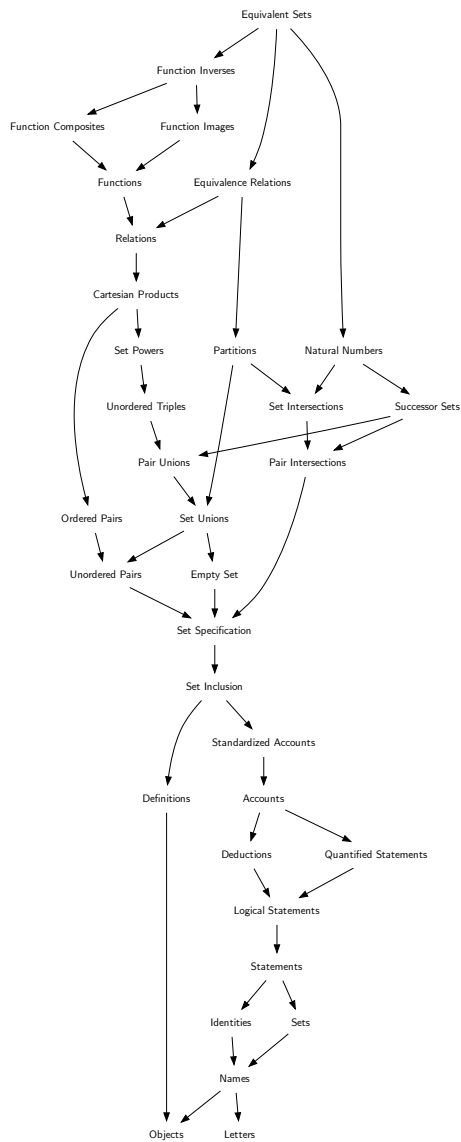 Equivalent Sets
Function Inverses
Function Composites
Function Images
Functions
Equivalence Relations
Relations
Cartesian Products
Set Powers
Partitions
Natural Numbers
Unordered Triples
Set Intersections
Successor Sets
Pair Unions
Pair Intersections
Ordered Pairs
Set Unions
Unordered Pairs
Empty Set
Set Specification
Set Inclusion
Standardized Accounts
Definitions
Accounts
Deductions
Quantified Statements
Logical Statements
Statements
Identities
Sets
Names
Objects
Letters